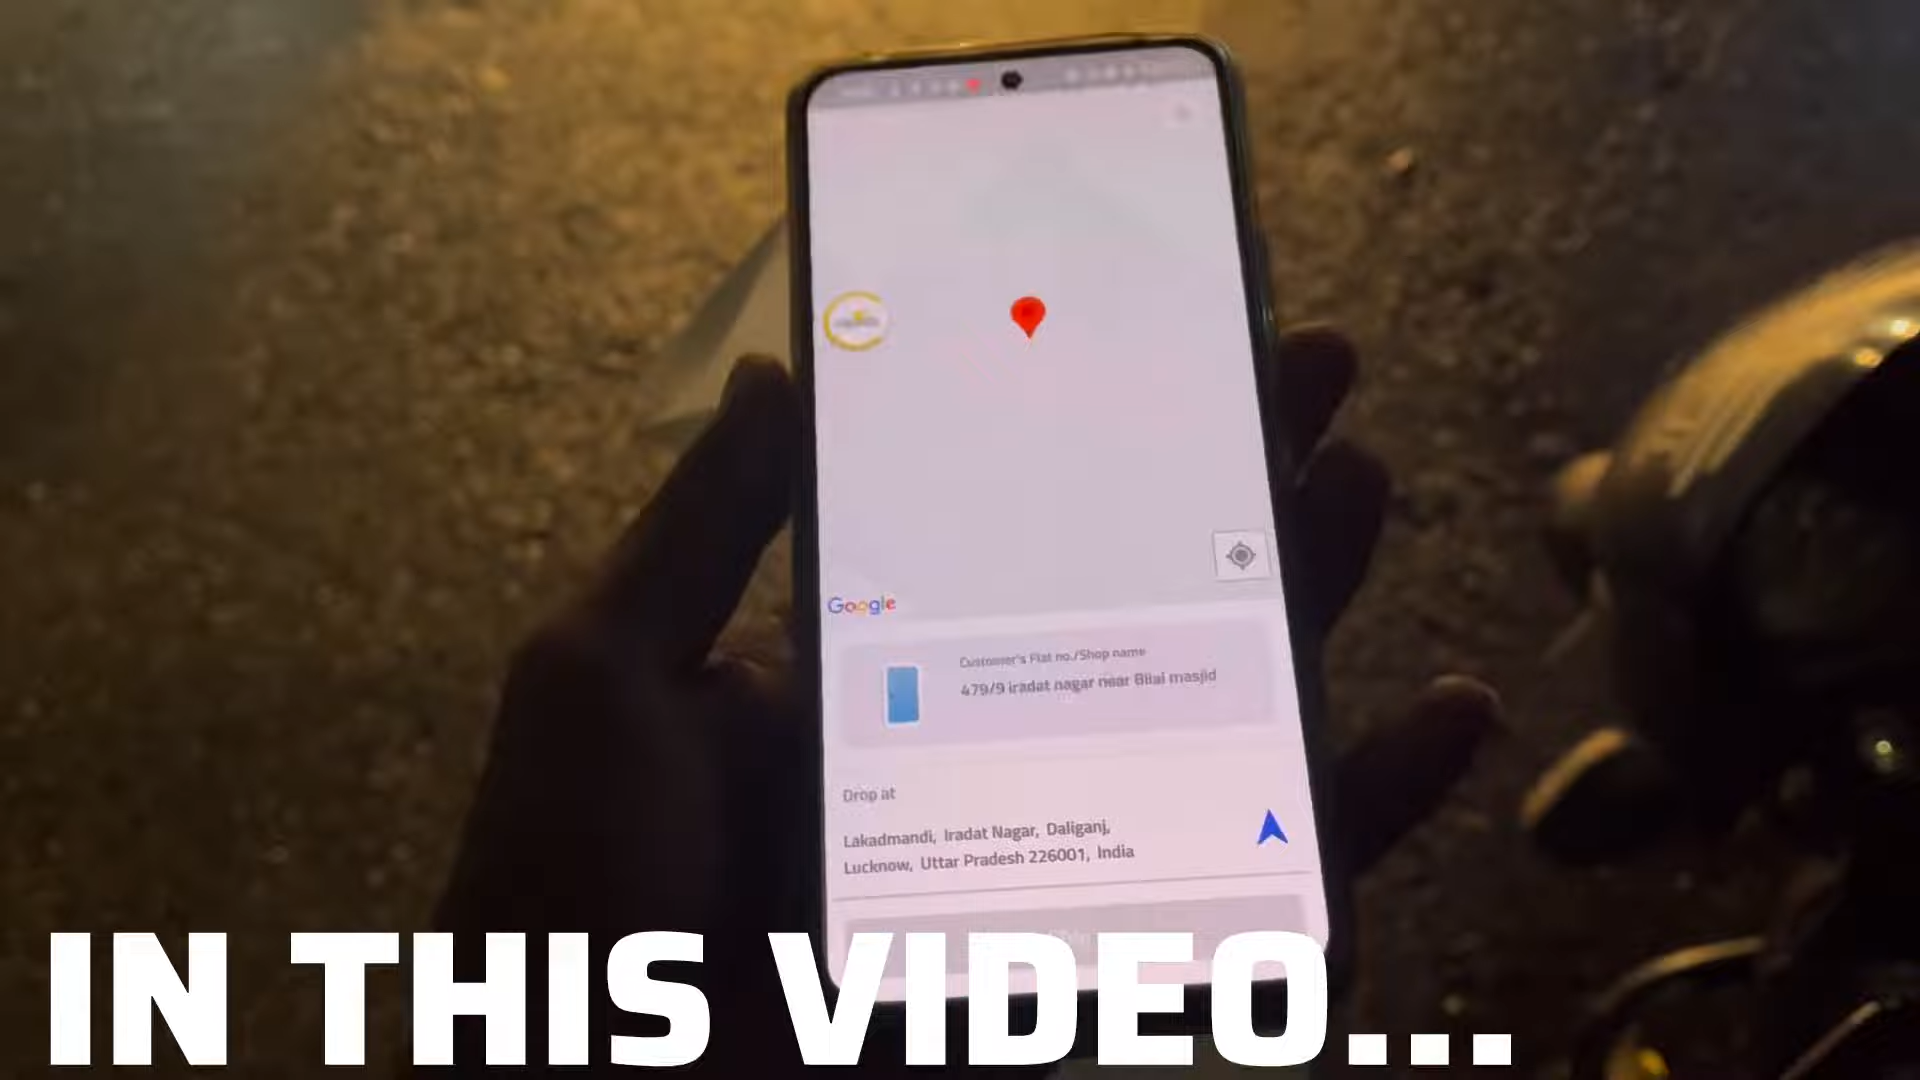 Google
Customer's Flat no./Shop name
479/9 iradat nagar near Bilal masjid
Drop at
Lakadmandi, Iradat Nagar, Daliganj,
Lucknow, Uttar Pradesh 226001, India
IN THIS VIDEO...